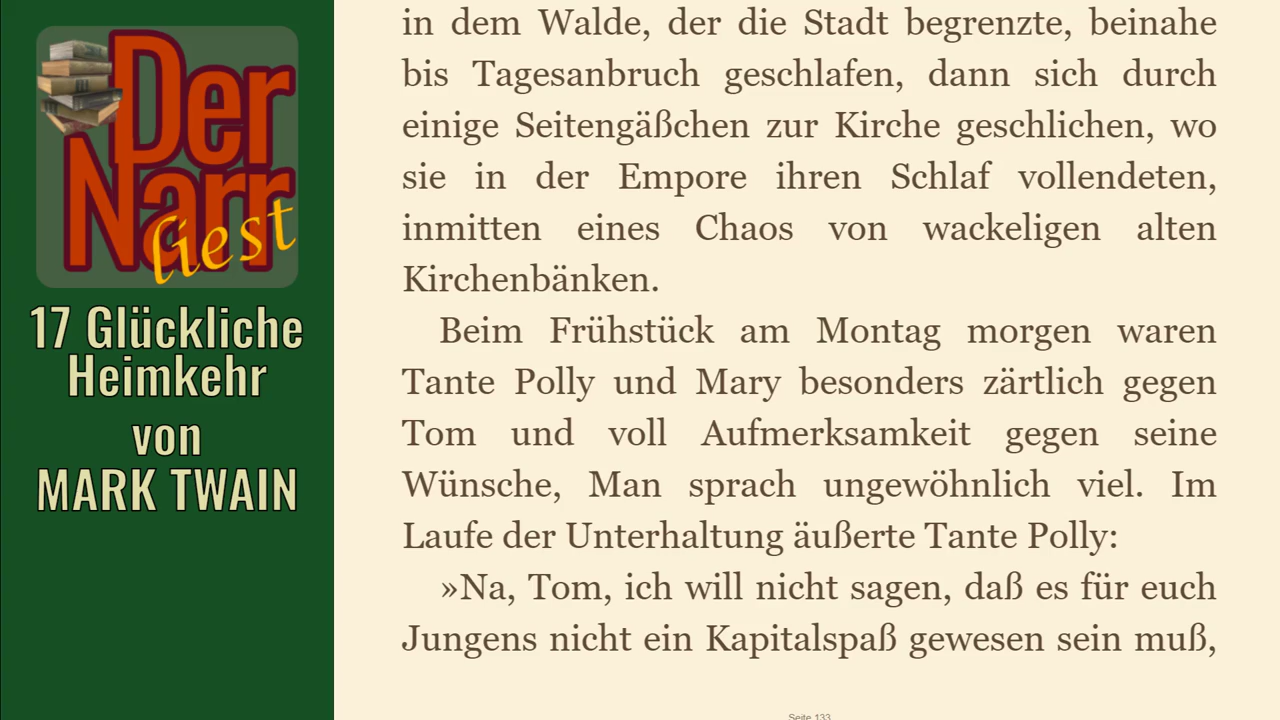 Der
Narr
liest
17 Glückliche
Heimkehr
von
MARK TWAIN
in dem Walde, der die Stadt begrenzte, beinahe
bis Tagesanbruch geschlafen, dann sich durch
einige Seitengäßchen zur Kirche geschlichen, wo
sie in der Empore ihren Schlaf vollendeten,
inmitten eines Chaos von wackeligen alten
Kirchenbänken.
Beim Frühstück am Montag morgen waren
Tante Polly und Mary besonders zärtlich gegen
Tom und voll Aufmerksamkeit gegen seine
Wünsche, Man sprach ungewöhnlich viel. Im
Laufe der Unterhaltung äußerte Tante Polly:
»Na, Tom, ich will nicht sagen, daß es für euch
Jungens nicht ein Kapitalspaß gewesen sein muß,
Seite 133